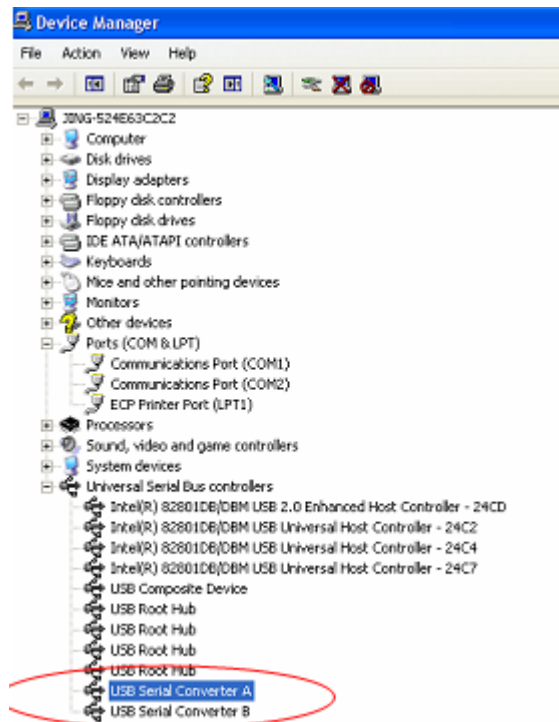 Device Manager
File Action View Help
JING-524E63C2C2
Computer
Disk drives
Display adapters
Floppy disk controllers
Floppy disk drives
IDE ATA/ATAPI controllers
Keyboards
Mice and other pointing devices
Monitors
Other devices
Ports (COM & LPT)
Communications Port (COM1)
Communications Port (COM2)
ECP Printer Port (LPT1)
Processors
Sound, video and game controllers
System devices
Universal Serial Bus controllers
Intel(R) 82801DB/DBM USB 2.0 Enhanced Host Controller - 24CD
Intel(R) 82801DB/DBM USB Universal Host Controller - 24C2
Intel(R) 82801DB/DBM USB Universal Host Controller - 24C4
Intel(R) 82801DB/DBM USB Universal Host Controller - 24C7
USB Composite Device
USB Root Hub
USB Root Hub
USB Root Hub
USB Root Hub
USB Serial Converter A
USB Serial Converter B